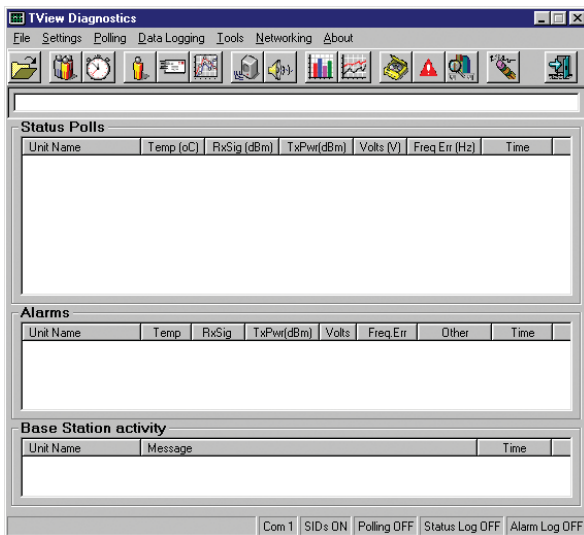 TView Diagnostics
File Settings Polling Data Logging Tools Networking About
Status Polls
Unit Name Temp (oC) RxSig (dBm) TxPwr(dBm) Volts (V) Freq Err (Hz) Time
Alarms
Unit Name Temp RxSig TxPwr(dBm) Volts Freq.Err Other Time
Base Station activity
Unit Name Message Time
Com 1 SIDs ON Polling OFF Status Log OFF Alarm Log OFF